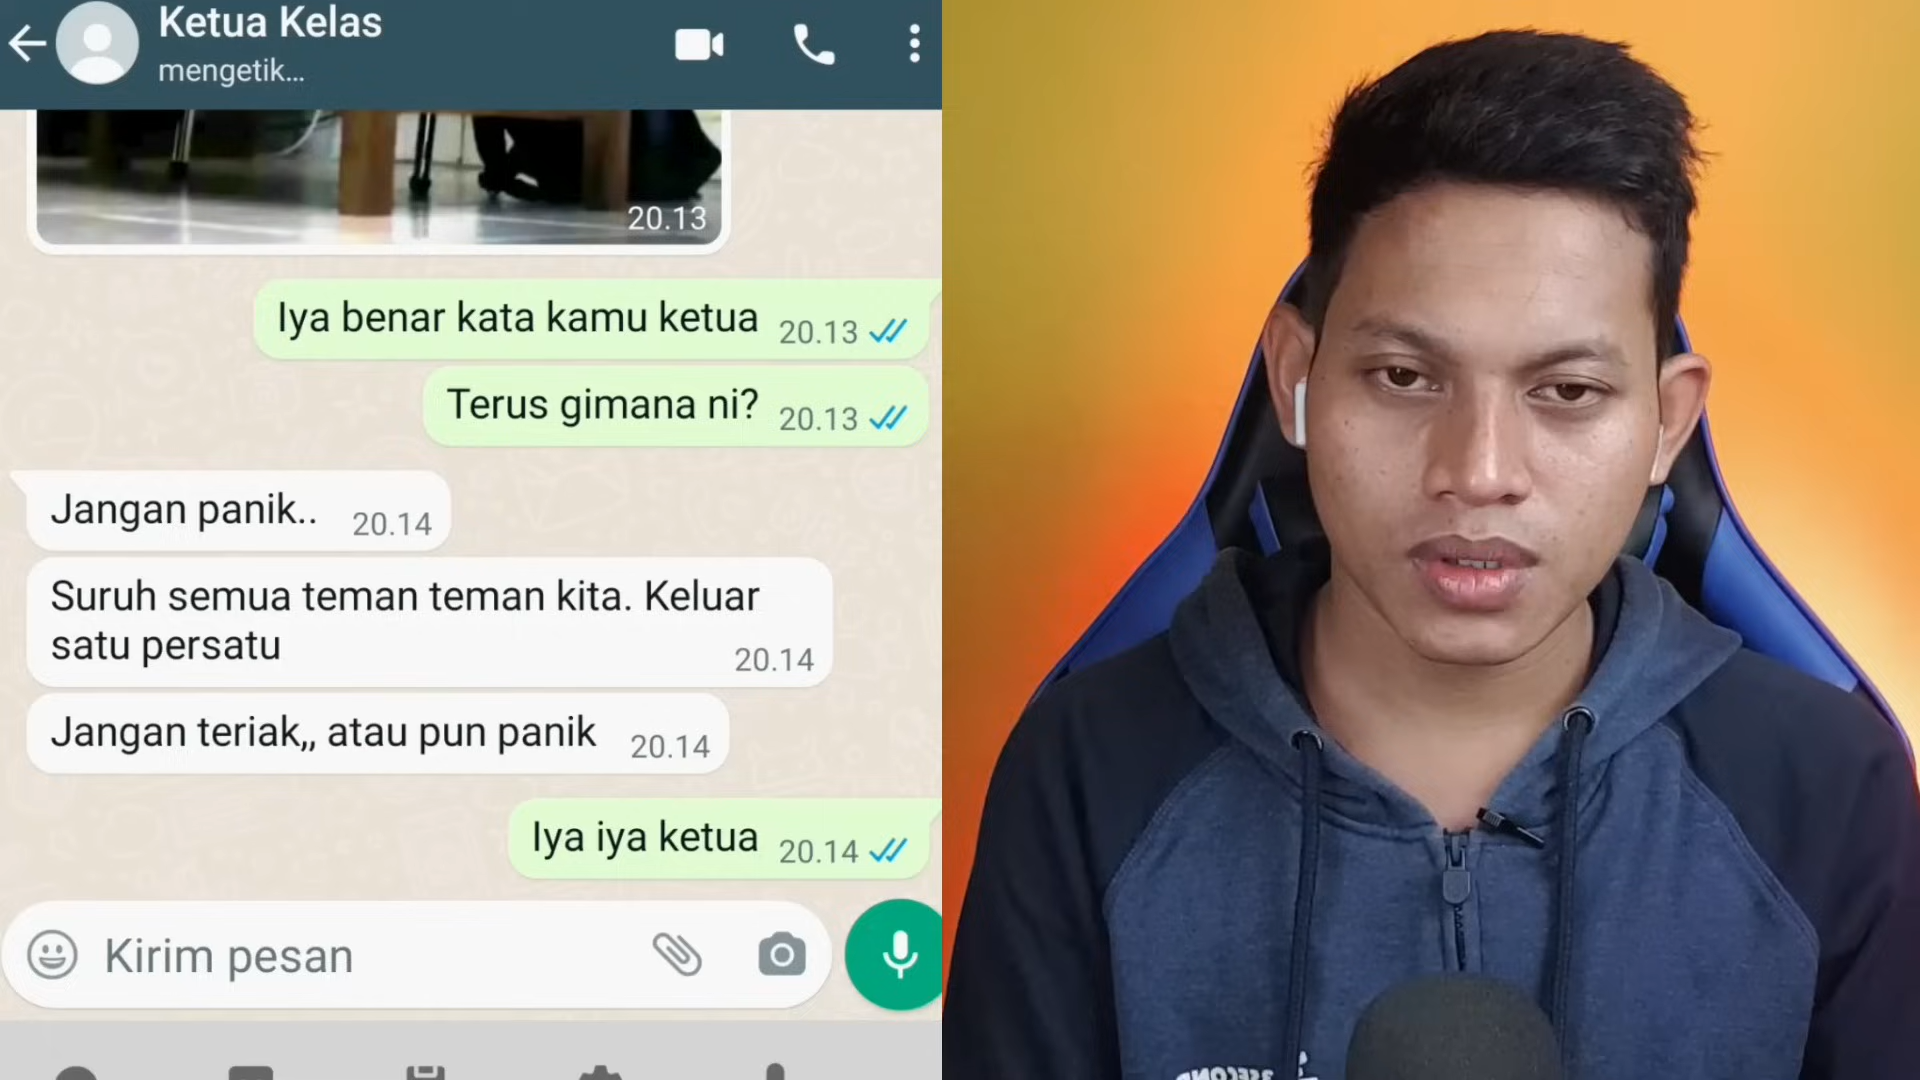 Ketua Kelas
mengetik...
20.13
Iya benar kata kamu ketua 20.13
Terus gimana ni? 20.13
Jangan panik.. 20.14
Suruh semua teman teman kita. Keluar
satu persatu 20.14
Jangan teriak,, atau pun panik 20.14
Iya iya ketua 20.14
Kirim pesan